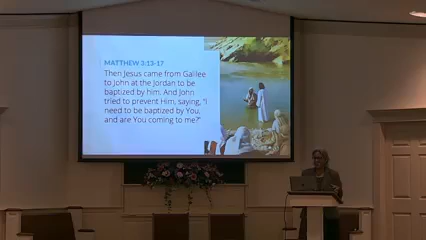 MATTHEW 3:13-17
Then Jesus came from Galilee
to John at the Jordan to be
baptized by him. And John
tried to prevent Him, saying, "I
need to be baptized by You,
and are You coming to me?"